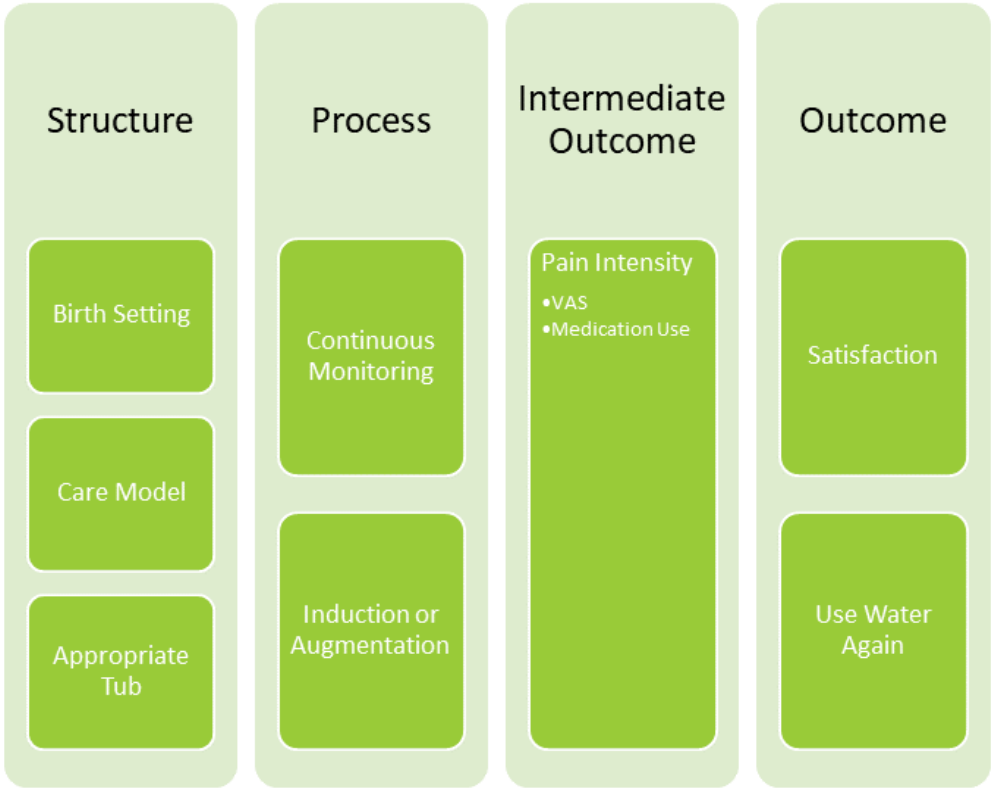 Structure
Birth Setting
Care Model
Appropriate
Tub
Process
Continuous
Monitoring
Induction or
Augmentation
Intermediate
Outcome
Pain Intensity
•VAS
•Medication Use
Outcome
Satisfaction
Use Water
Again